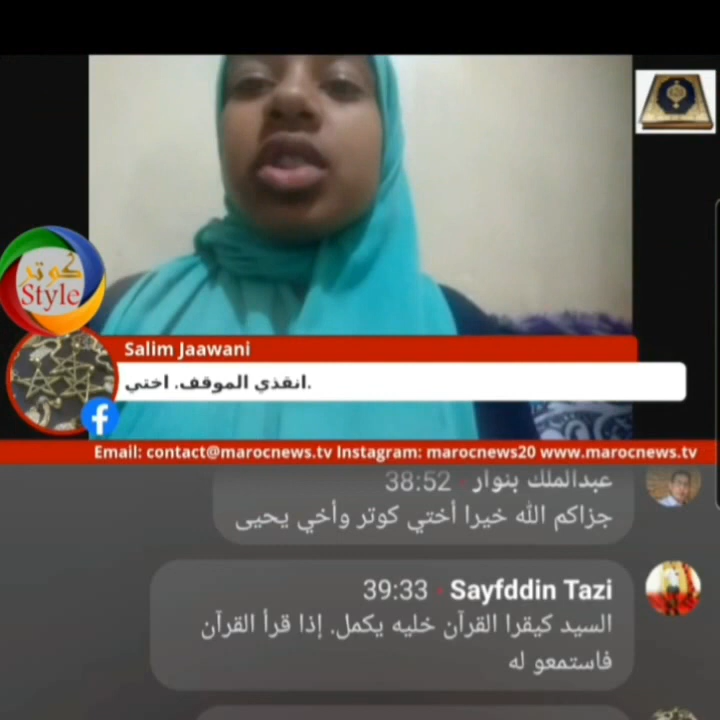 كوتر
Style
Salim Jaawani
انقذي الموقف. اختي.
Email: contact@marocnews.tv Instagram: marocnews20 www.marocnews.tv
عبدالملك بنوار • 38:52
جزاكم الله خيرا أختي كوتر وأخي يحيى
Sayfddin Tazi • 39:33
السيد كيقرا القرآن خليه يكمل. إذا قرأ القرآن
فاستمعو له